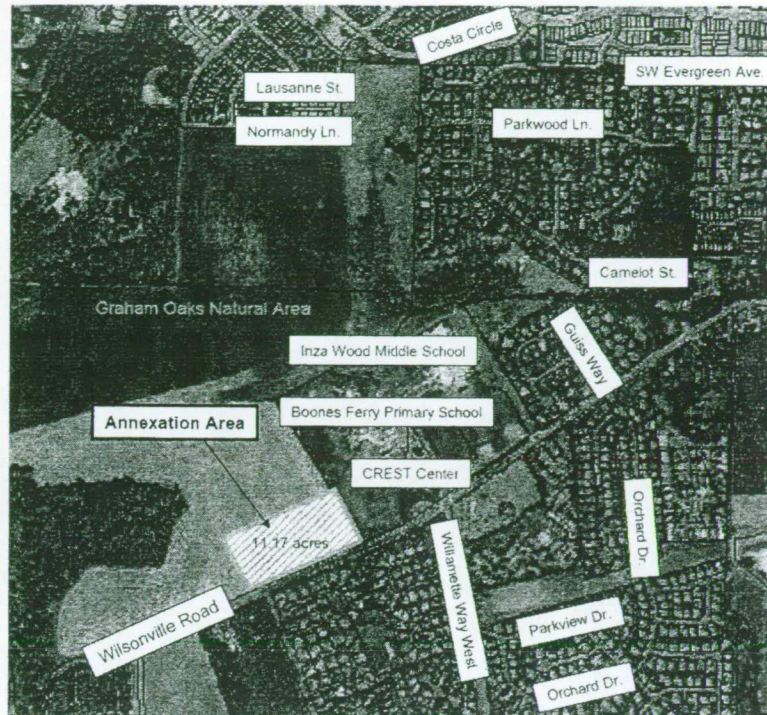 Costa Circle
SW Evergreen Ave.
Lausanne St.
Normandy Ln.
Parkwood Ln.
Camelot St.
Graham Oaks Natural Area
Guiss Way
Inza Wood Middle School
Boones Ferry Primary School
Annexation Area
CREST Center
11.17 acres
Orchard Dr.
Willamette Way West
Wilsonville Road
Parkview Dr.
Orchard Dr.